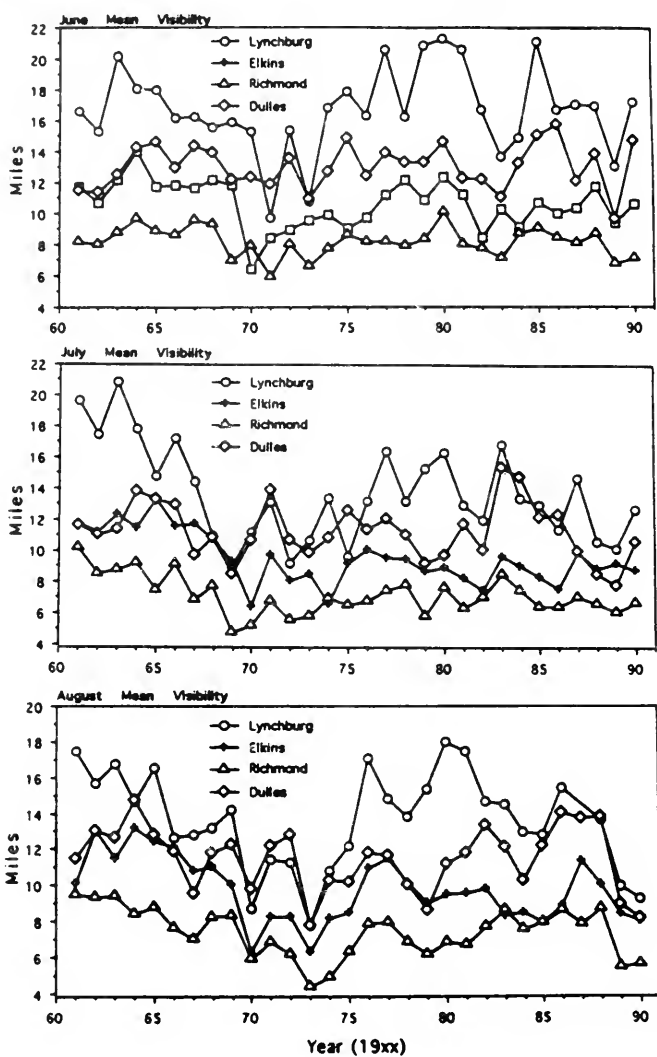 June Mean Visibility
Lynchburg
Elkins
Richmond
Dulles
Miles
22
20
18
16
14
12
10
8
6
4
60 65 70 75 80 85 90
July Mean Visibility
Lynchburg
Elkins
Richmond
Dulles
Miles
22
20
18
16
14
12
10
8
6
4
60 65 70 75 80 85 90
August Mean Visibility
Lynchburg
Elkins
Richmond
Dulles
Miles
20
18
16
14
12
10
8
6
4
60 65 70 75 80 85 90
Year (19xx)